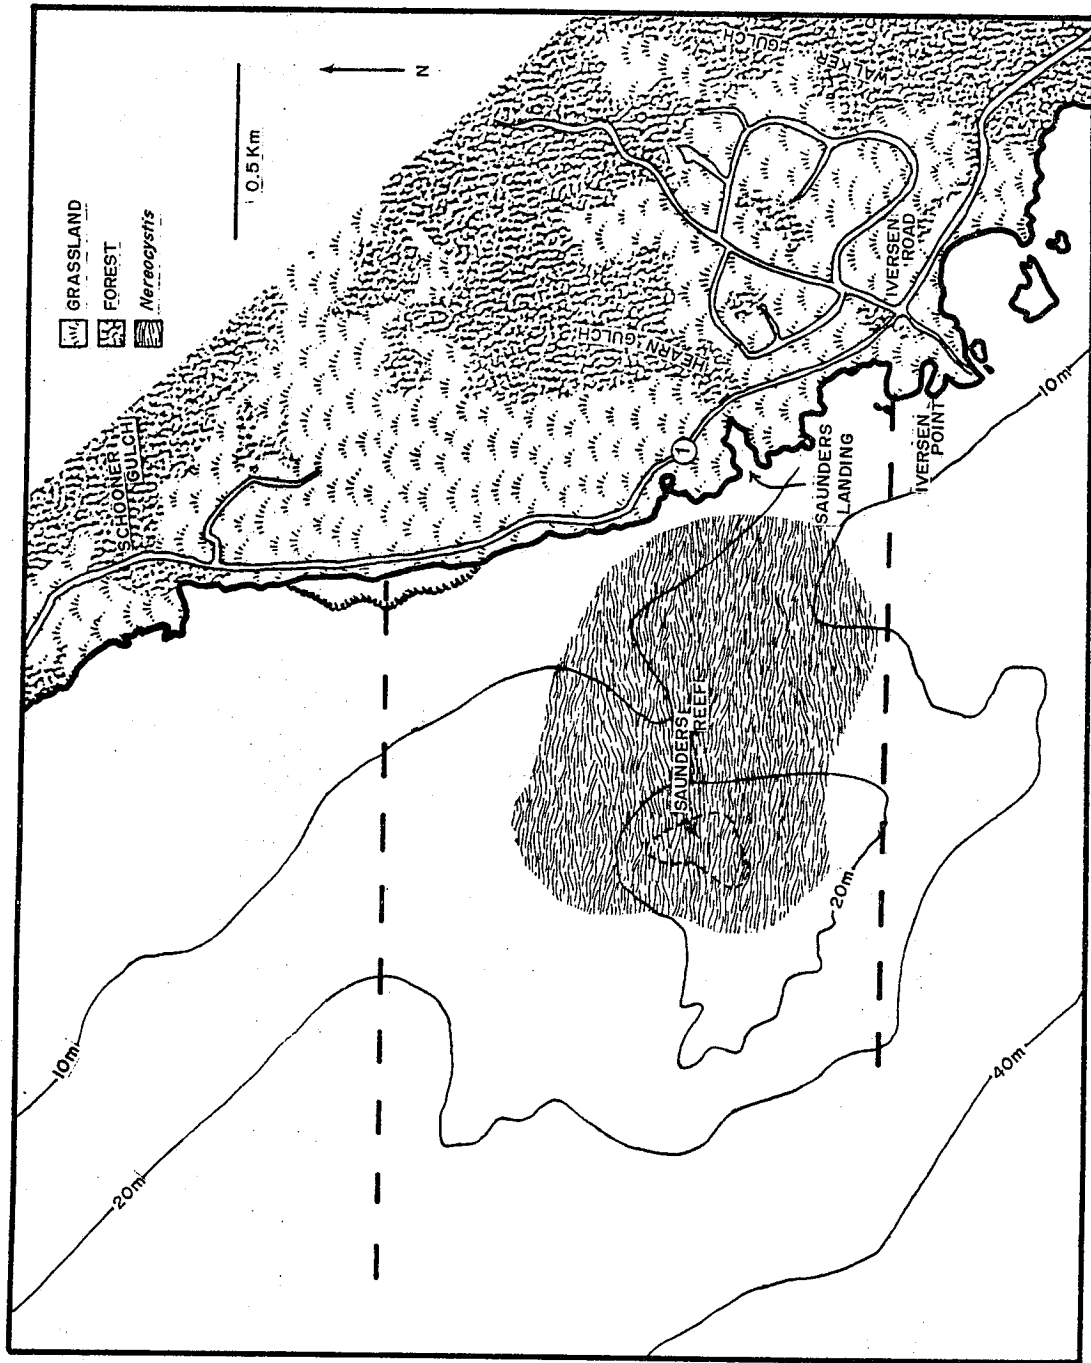 GRASSLAND
FOREST
Nereocystis
0.5 Km
N
SCHOONER
GULCH
WALKER
GULCH
HEARN GULCH
IVERSEN
ROAD
1
SAUNDERS
LANDING
IVERSEN
POINT
SAUNDERS
REEF
10m
20m
10m
20m
40m